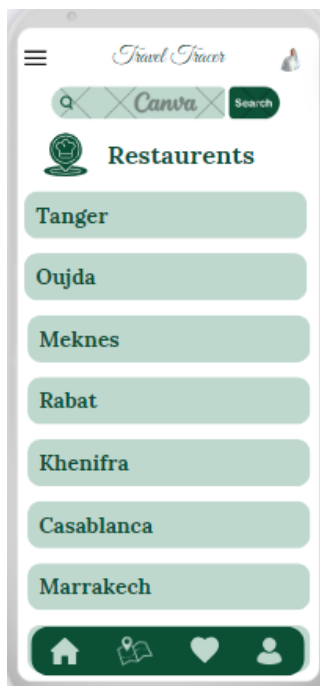 Travel Tracer
Canva
Search
Restaurents
Tanger
Oujda
Meknes
Rabat
Khenifra
Casablanca
Marrakech